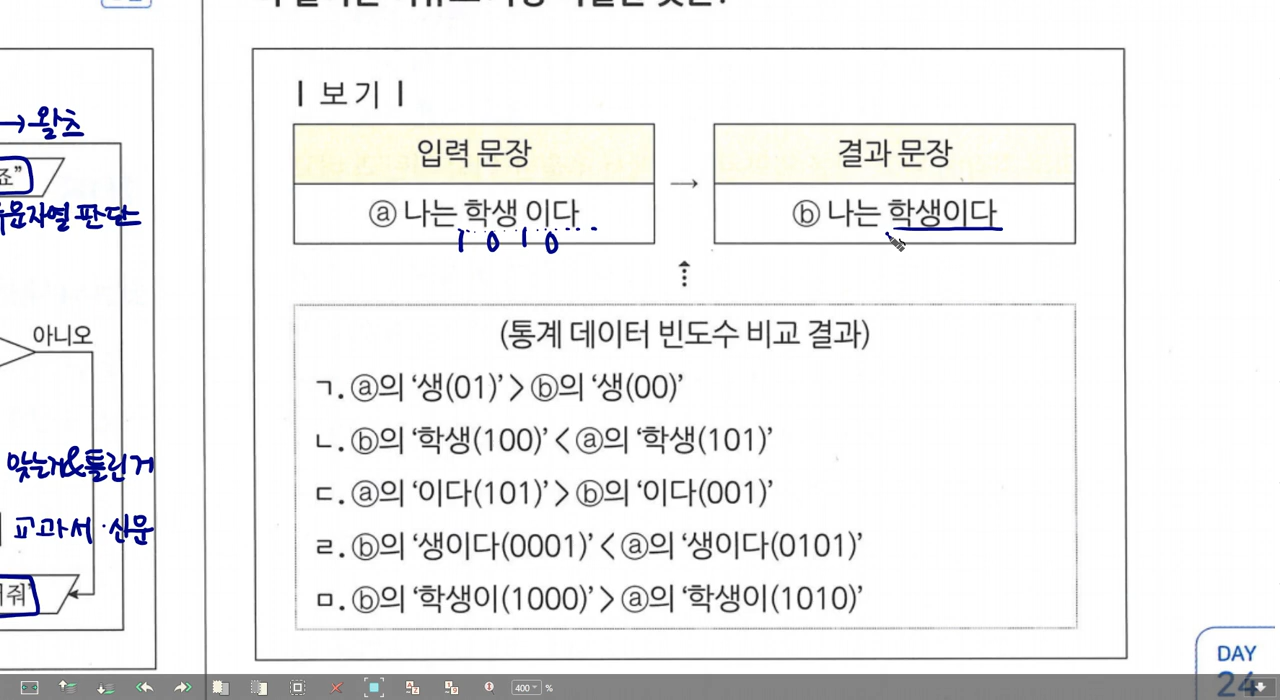 →왈츠
죠”
문자열 판단
아니오
맞는거&틀린거
교과서·신문
| 보기 |
입력 문장
ⓐ 나는 학생 이다
1 0 1 0
→
결과 문장
ⓑ 나는 학생이다
(통계 데이터 빈도수 비교 결과)
ㄱ. ⓐ의 ‘생(01)’ > ⓑ의 ‘생(00)’
ㄴ. ⓑ의 ‘학생(100)’ < ⓐ의 ‘학생(101)’
ㄷ. ⓐ의 ‘이다(101)’ > ⓑ의 ‘이다(001)’
ㄹ. ⓑ의 ‘생이다(0001)’ < ⓐ의 ‘생이다(0101)’
ㅁ. ⓑ의 ‘학생이(1000)’ > ⓐ의 ‘학생이(1010)’
DAY
24
400 %